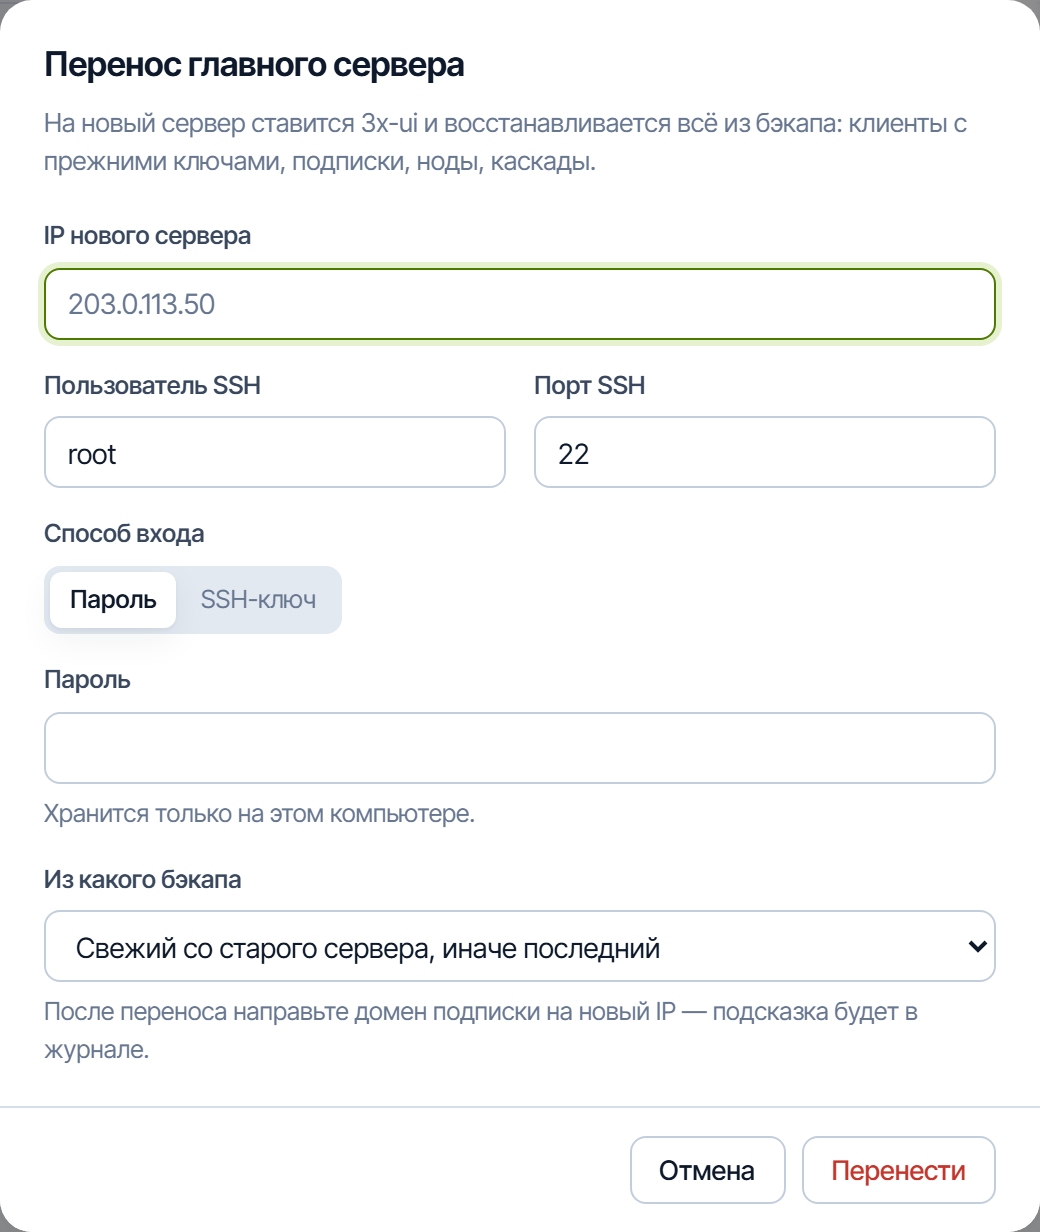 Перенос главного сервера
На новый сервер ставится 3x-ui и восстанавливается всё из бэкапа: клиенты с
прежними ключами, подписки, ноды, каскады.
IP нового сервера
203.0.113.50
Пользователь SSH
Порт SSH
root
22
Способ входа
Пароль
SSH-ключ
Пароль
Хранится только на этом компьютере.
Из какого бэкапа
Свежий со старого сервера, иначе последний
После переноса направьте домен подписки на новый IP — подсказка будет в
журнале.
Отмена
Перенести